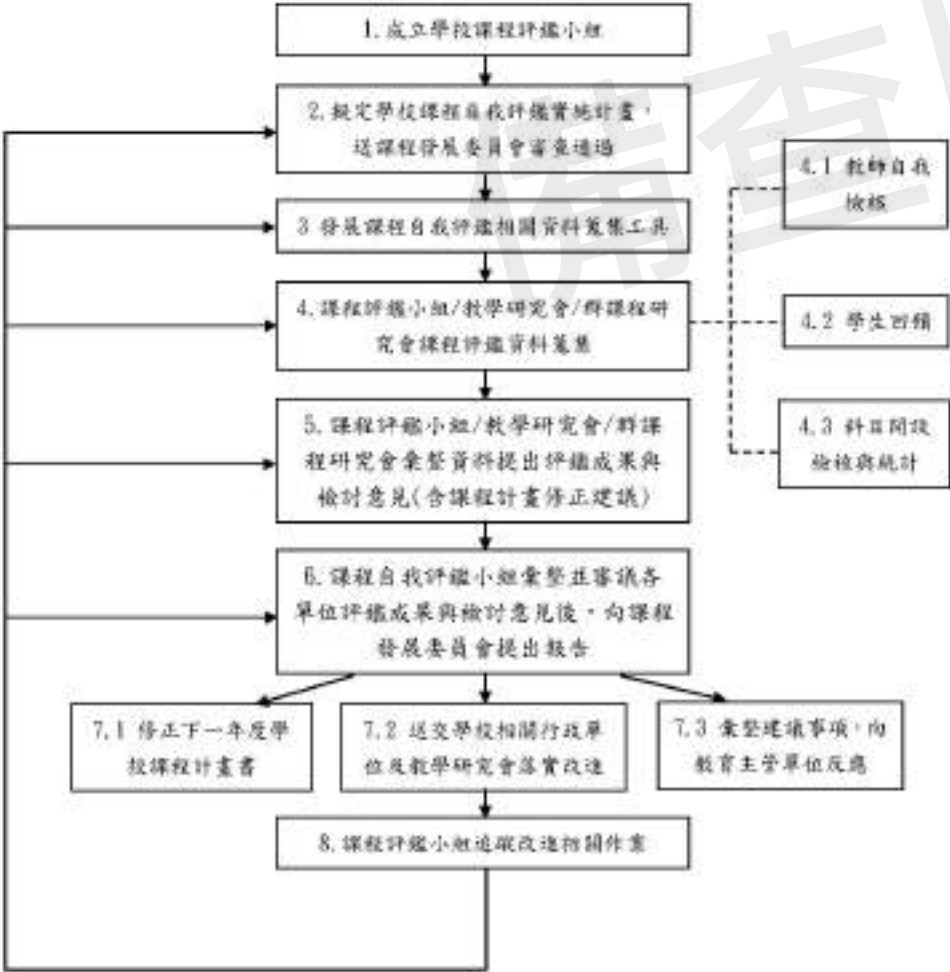 1.成立學校課程評鑑小組
2.擬定學校課程自我評鑑實施計畫，
送課程發展委員會審查通過
3 發展課程自我評鑑相關資料蒐集工具
4.課程評鑑小組/教學研究會/群課程研
究會課程評鑑資料蒐集
4.1 教師自我
檢核
4.2 學生回饋
4.3 科目開設
檢核與統計
5.課程評鑑小組/教學研究會/群課
程研究會彙整資料提出評鑑成果與
檢討意見(含課程計畫修正建議)
6.課程自我評鑑小組彙整並審議各
單位評鑑成果與檢討意見後，向課程
發展委員會提出報告
7.1 修正下一年度學
校課程計畫書
7.2 送交學校相關行政單
位及教學研究會落實改進
7.3 彙整建議事項，向
教育主管單位反應
8.課程評鑑小組追蹤改進相關作業
備查